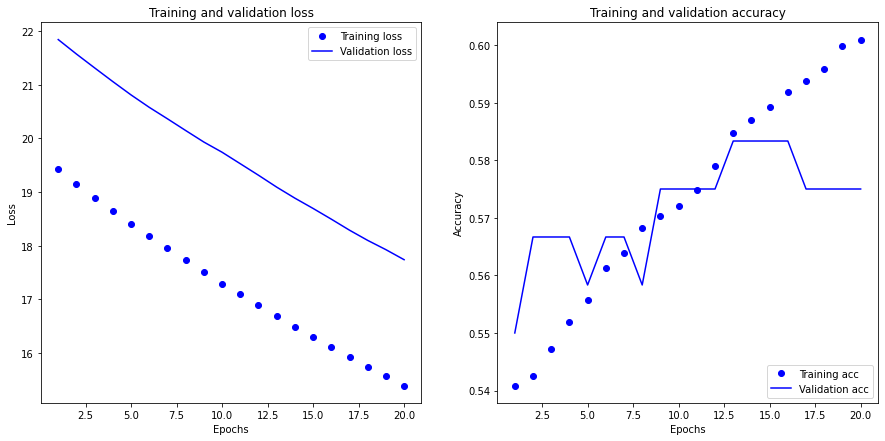 Training and validation loss
Training loss
Validation loss
22
21
20
19
18
17
16
Loss
2.5 5.0 7.5 10.0 12.5 15.0 17.5 20.0
Epochs
Training and validation accuracy
0.60
0.59
0.58
0.57
0.56
0.55
0.54
Accuracy
Training acc
Validation acc
2.5 5.0 7.5 10.0 12.5 15.0 17.5 20.0
Epochs